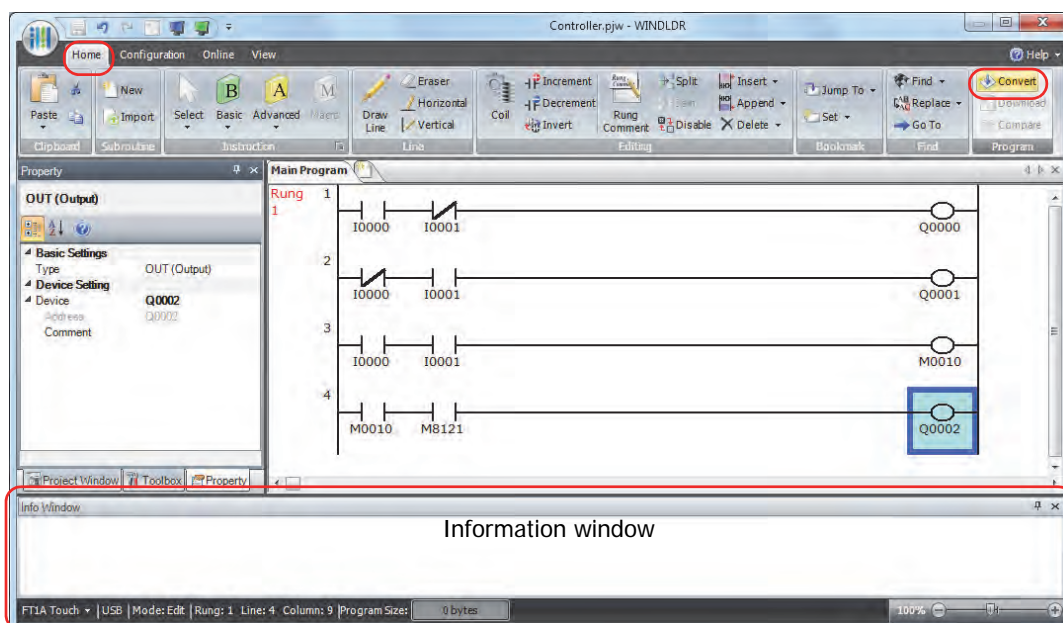 Controller.pjw - WINDLDR
Home Configuration Online View Help
Paste
New
Import
Select Basic Advanced Macro
Draw Line
Eraser
Horizontal
Vertical
Coil
Increment
Decrement
Invert
Rung Comment
Split
Join
Disable
Insert
Append
Delete
Jump To
Set
Find
Replace
Go To
Convert
Download
Compare
Clipboard Subroutine Instruction Line Editing Bookmark Find Program
Property
Main Program
OUT (Output)
Basic Settings
Type OUT (Output)
Device Setting
Device Q0002
Address Q0002
Comment
Rung 1
1
I0000 I0001 Q0000
2
I0000 I0001 Q0001
3
I0000 I0001 M0010
4
M0010 M8121 Q0002
Project Window Toolbox Property
Info Window
Information window
FT1A Touch | USB | Mode: Edit | Rung: 1 Line: 4 Column: 9 | Program Size: 0 bytes 100%